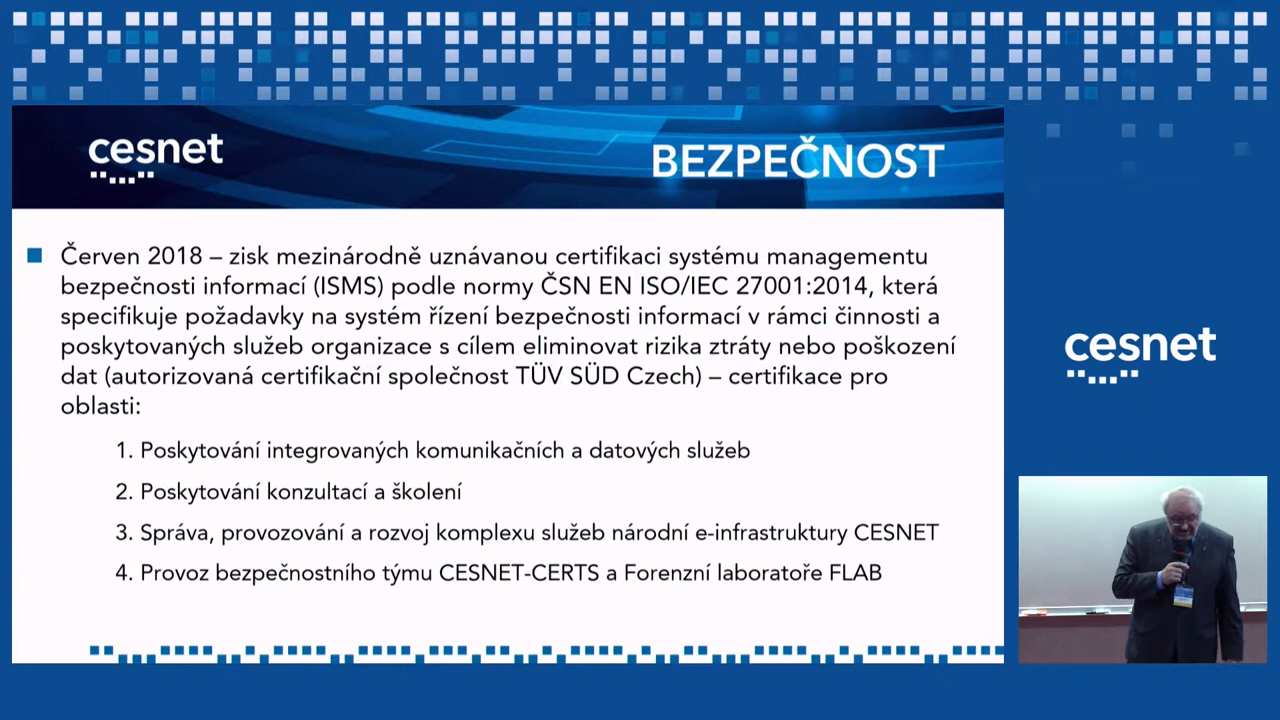 cesnet
BEZPEČNOST
Červen 2018 – zisk mezinárodně uznávanou certifikaci systému managementu
bezpečnosti informací (ISMS) podle normy ČSN EN ISO/IEC 27001:2014, která
specifikuje požadavky na systém řízení bezpečnosti informací v rámci činnosti a
poskytovaných služeb organizace s cílem eliminovat rizika ztráty nebo poškození
dat (autorizovaná certifikační společnost TÜV SÜD Czech) – certifikace pro
oblasti:
1. Poskytování integrovaných komunikačních a datových služeb
2. Poskytování konzultací a školení
3. Správa, provozování a rozvoj komplexu služeb národní e-infrastruktury CESNET
4. Provoz bezpečnostního týmu CESNET-CERTS a Forenzní laboratoře FLAB
cesnet